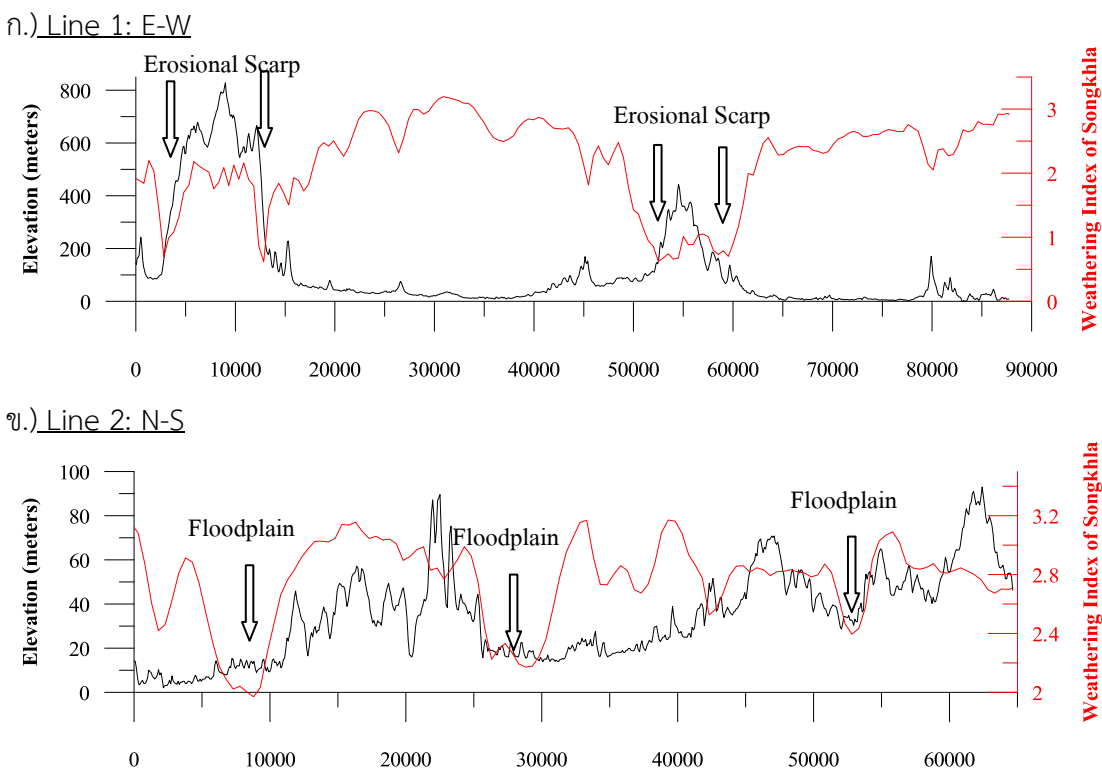 ก.) Line 1: E-W
Erosional Scarp
Erosional Scarp
Elevation (meters)
800
600
400
200
0
3
2
1
0
Weathering Index of Songkhla
0 10000 20000 30000 40000 50000 60000 70000 80000 90000
ข.) Line 2: N-S
Floodplain
Floodplain
Floodplain
Elevation (meters)
100
80
60
40
20
0
3.2
2.8
2.4
2
Weathering Index of Songkhla
0 10000 20000 30000 40000 50000 60000